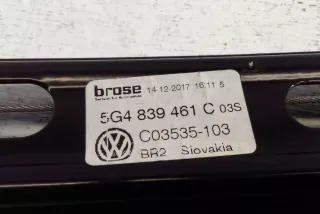 brose 14-12-2017 16:11 5
5G4 839 461 C 03S
C03535-103
BR2 Slovakia